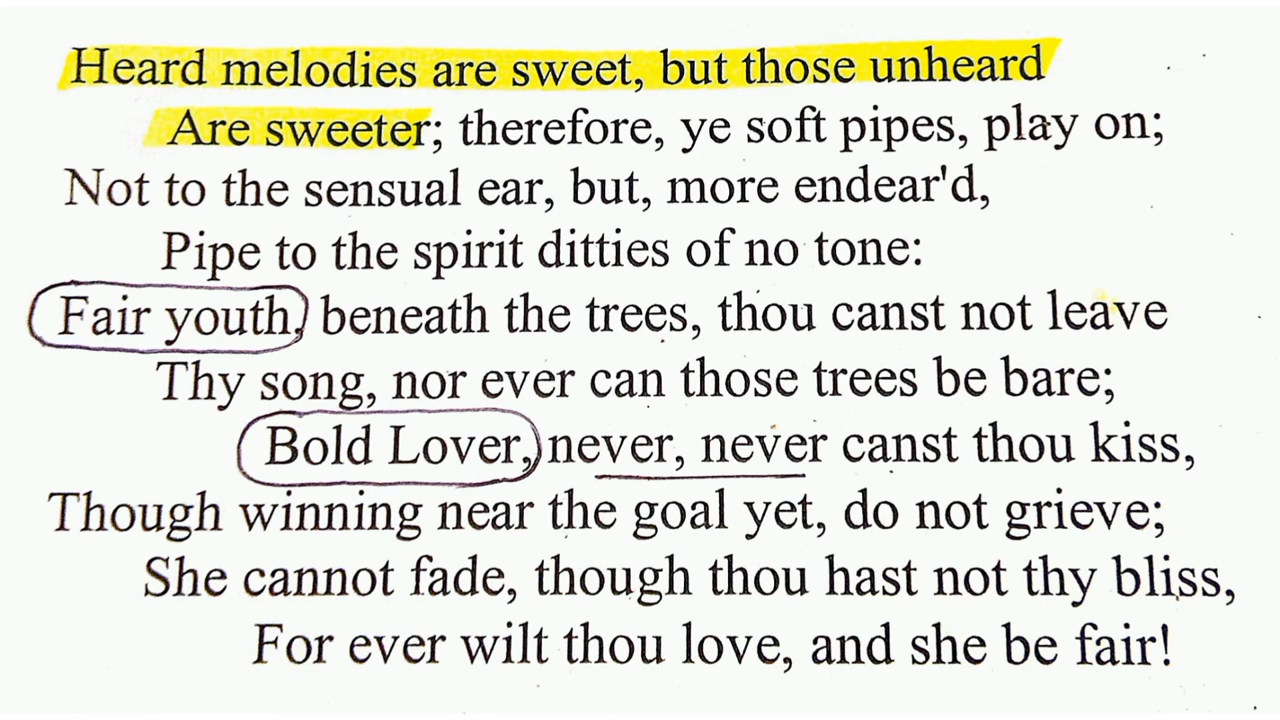 Heard melodies are sweet, but those unheard
Are sweeter; therefore, ye soft pipes, play on;
Not to the sensual ear, but, more endear'd,
Pipe to the spirit ditties of no tone:
Fair youth, beneath the trees, thou canst not leave
Thy song, nor ever can those trees be bare;
Bold Lover, never, never canst thou kiss,
Though winning near the goal yet, do not grieve;
She cannot fade, though thou hast not thy bliss,
For ever wilt thou love, and she be fair!